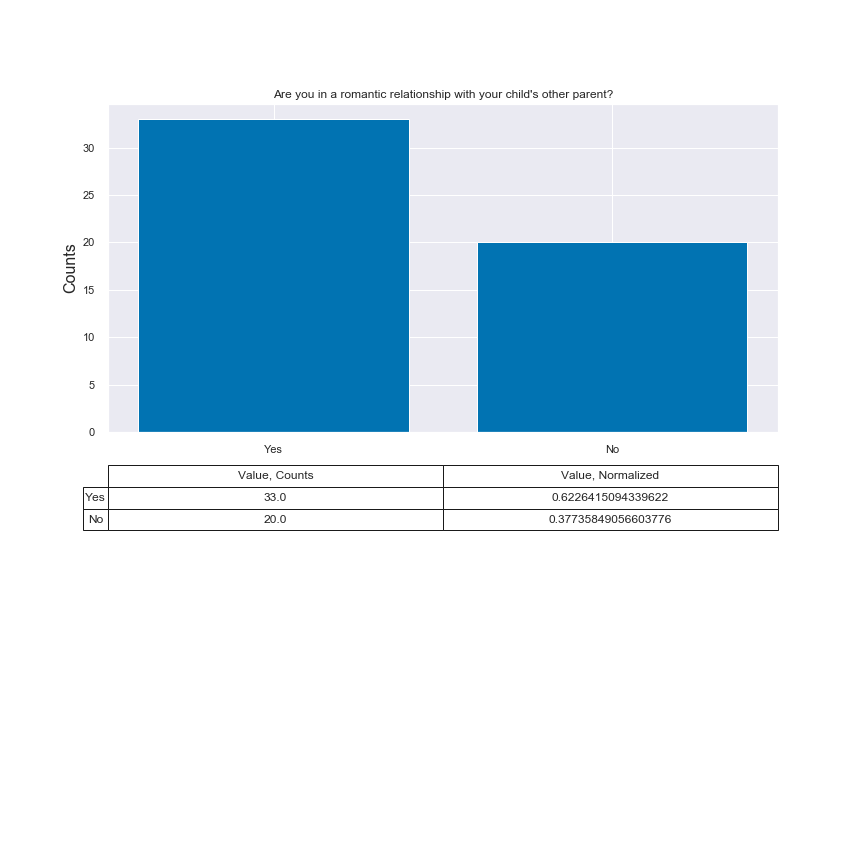 Are you in a romantic relationship with your child's other parent?
Counts
30
25
20
15
10
5
0
Yes No
Value, Counts Value, Normalized
Yes 33.0 0.6226415094339622
No 20.0 0.37735849056603776